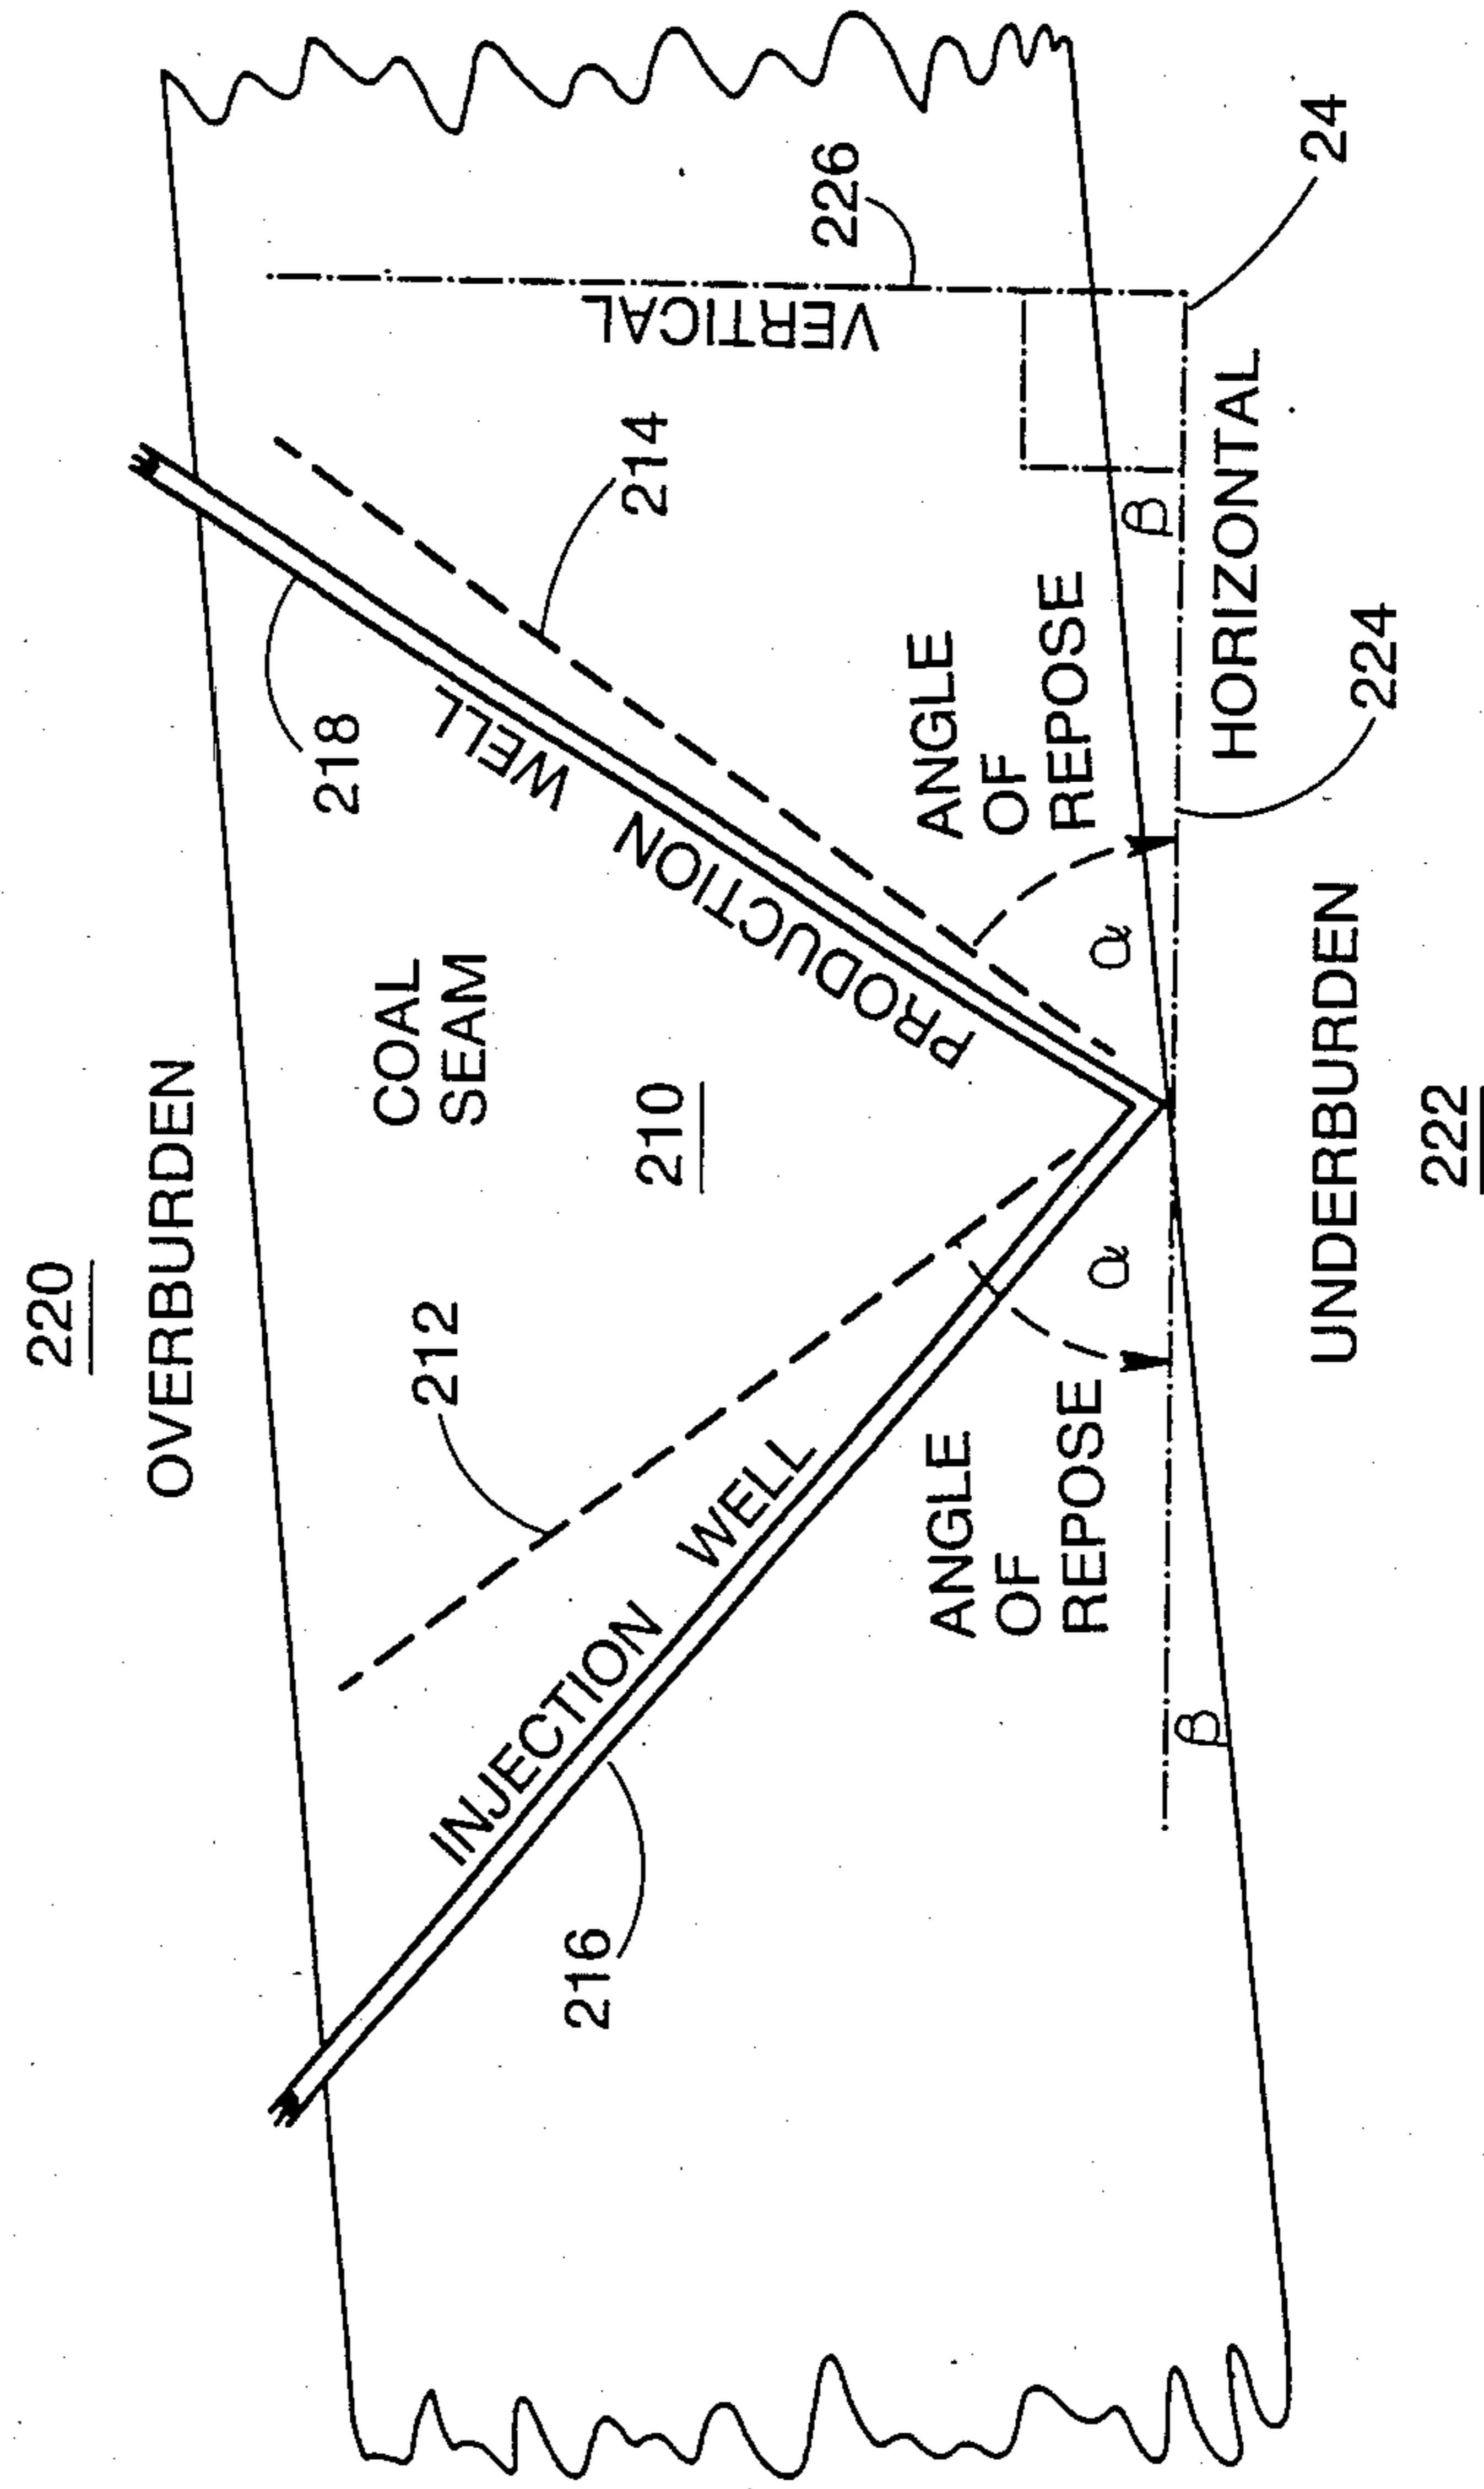 220
OVERBURDEN
COAL
SEAM
210
212
INJECTION WELL
216
218
PRODUCTION WELL
214
VERTICAL
226
ANGLE
OF
REPOSE
α
β
ANGLE
OF
REPOSE
α
β
HORIZONTAL
24
224
UNDERBURDEN
222